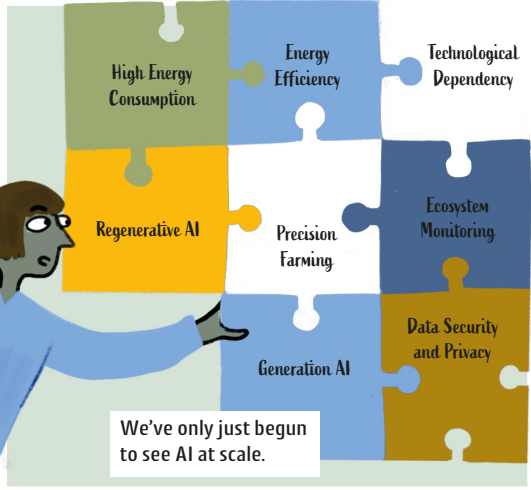 High Energy
Consumption
Energy
Efficiency
Technological
Dependency
Regenerative AI
Precision
Farming
Ecosystem
Monitoring
Generation AI
Data Security
and Privacy
We've only just begun
to see AI at scale.